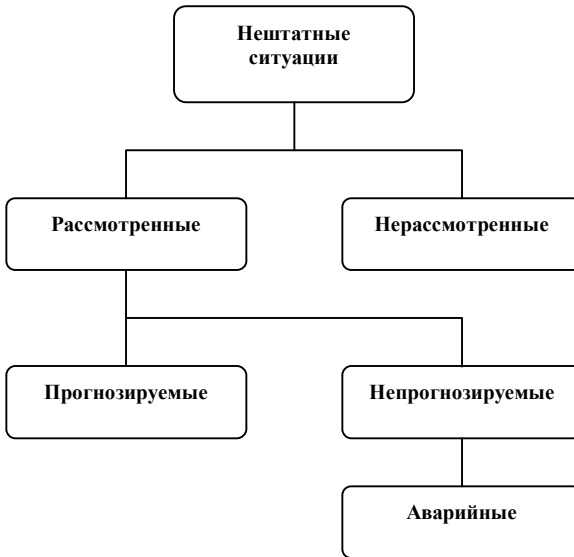 Нештатные
ситуации
Рассмотренные
Нерассмотренные
Прогнозируемые
Непрогнозируемые
Аварийные